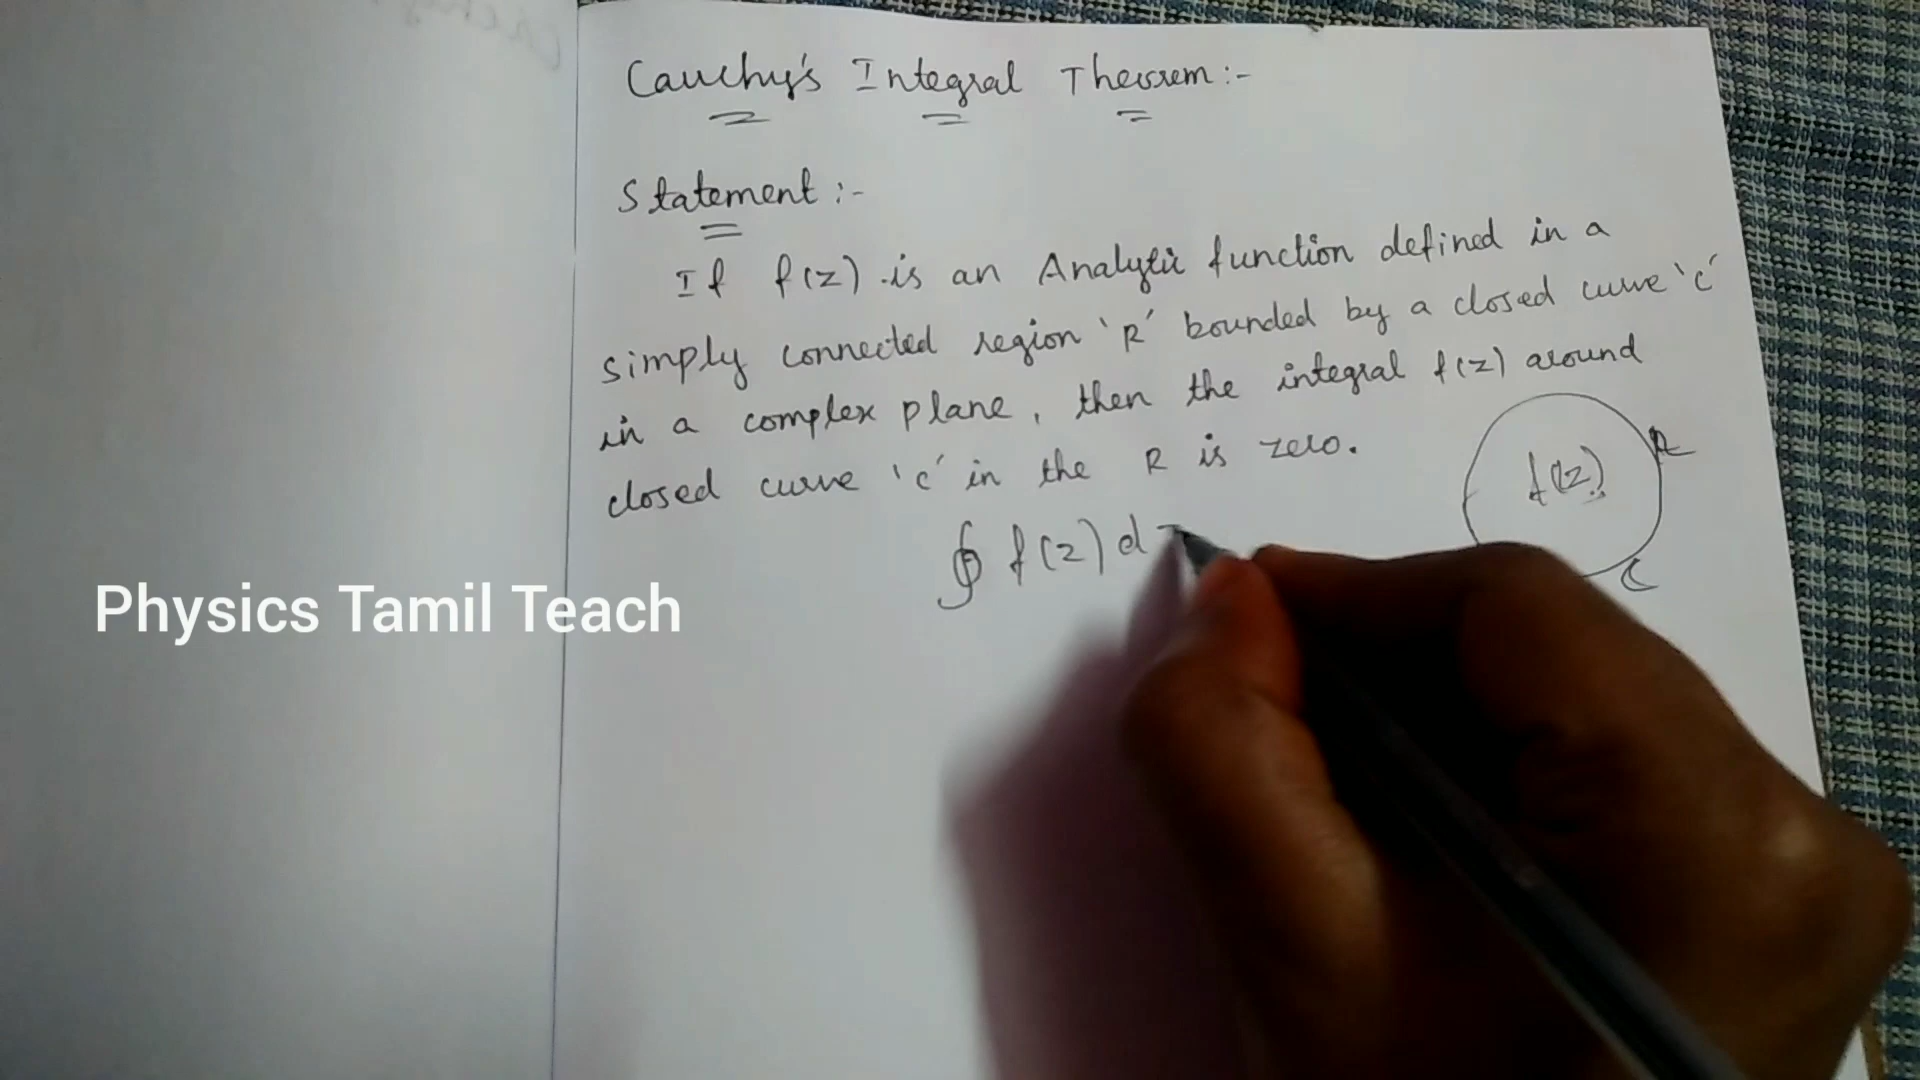 Cauchy's Integral Theorem :-
Statement :-
If f(z) is an Analytic function defined in a
simply connected region 'R' bounded by a closed curve 'c'
in a complex plane, then the integral f(z) around
closed curve 'c' in the R is zero.
f(z)
R
C
∮ f(z) d
Physics Tamil Teach